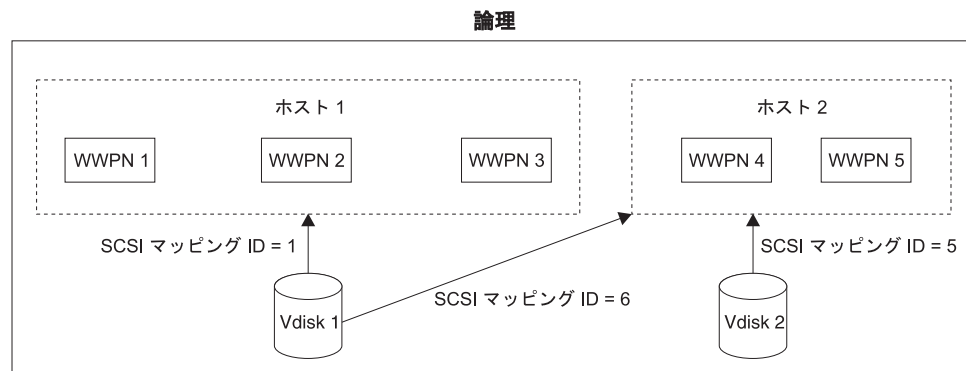 論理
ホスト 1
ホスト 2
WWPN 1
WWPN 2
WWPN 3
WWPN 4
WWPN 5
SCSI マッピング ID = 1
SCSI マッピング ID = 5
SCSI マッピング ID = 6
Vdisk 1
Vdisk 2